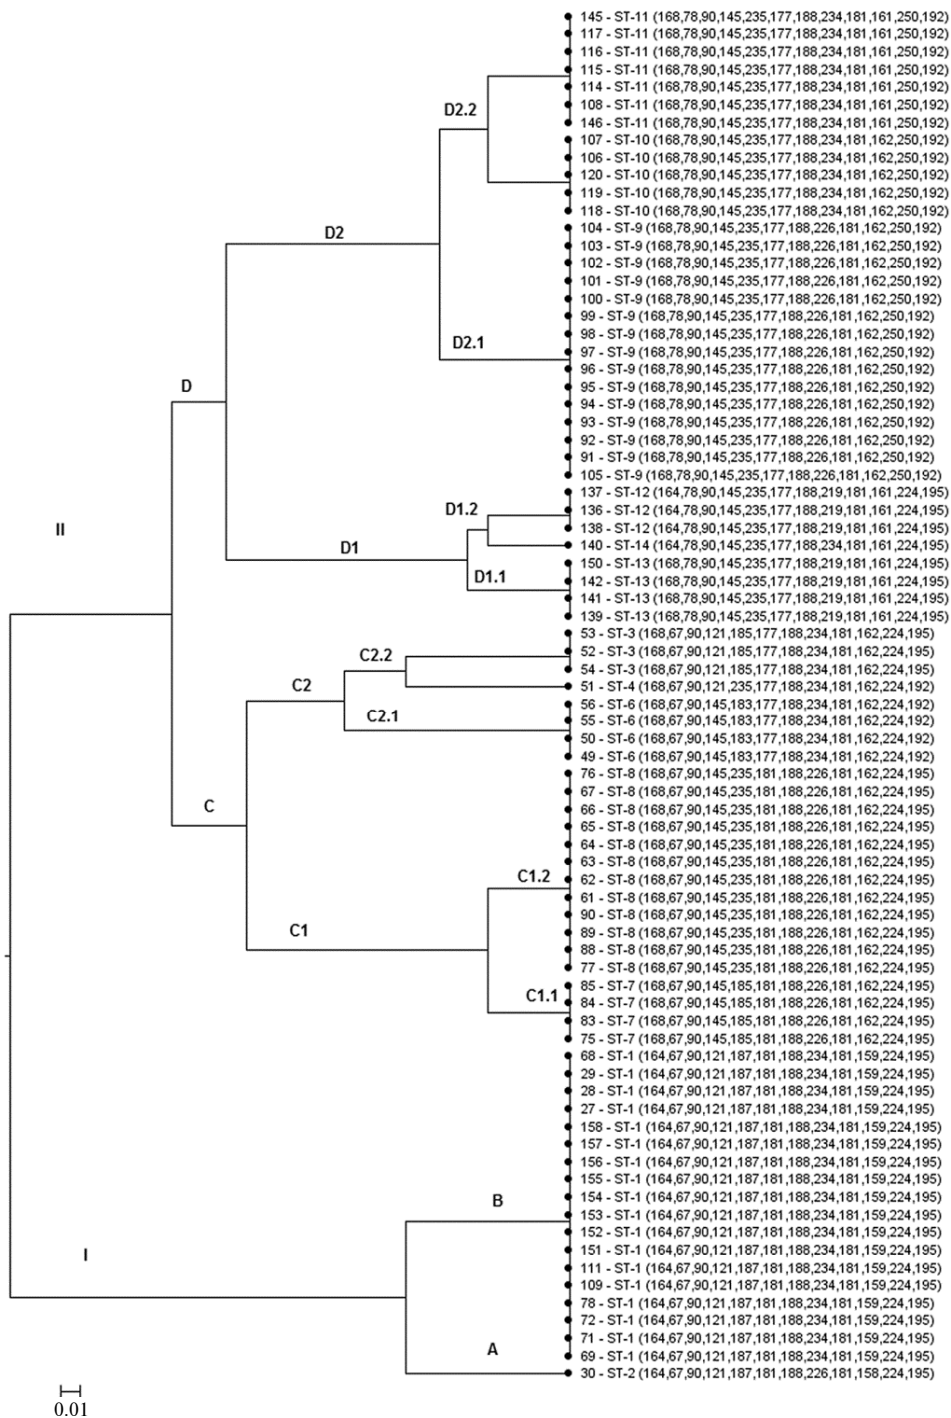 145 - ST-11 (168,78,90,145,235,177,188,234,181,161,250,192)
117 - ST-11 (168,78,90,145,235,177,188,234,181,161,250,192)
116 - ST-11 (168,78,90,145,235,177,188,234,181,161,250,192)
115 - ST-11 (168,78,90,145,235,177,188,234,181,161,250,192)
114 - ST-11 (168,78,90,145,235,177,188,234,181,161,250,192)
108 - ST-11 (168,78,90,145,235,177,188,234,181,161,250,192)
D2.2
146 - ST-11 (168,78,90,145,235,177,188,234,181,161,250,192)
107 - ST-10 (168,78,90,145,235,177,188,234,181,162,250,192)
106 - ST-10 (168,78,90,145,235,177,188,234,181,162,250,192)
120 - ST-10 (168,78,90,145,235,177,188,234,181,162,250,192)
119 - ST-10 (168,78,90,145,235,177,188,234,181,162,250,192)
118 - ST-10 (168,78,90,145,235,177,188,234,181,162,250,192)
104 - ST-9 (168,78,90,145,235,177,188,226,181,162,250,192)
D2
103 - ST-9 (168,78,90,145,235,177,188,226,181,162,250,192)
102 - ST-9 (168,78,90,145,235,177,188,226,181,162,250,192)
101 - ST-9 (168,78,90,145,235,177,188,226,181,162,250,192)
100 - ST-9 (168,78,90,145,235,177,188,226,181,162,250,192)
99 - ST-9 (168,78,90,145,235,177,188,226,181,162,250,192)
98 - ST-9 (168,78,90,145,235,177,188,226,181,162,250,192)
D2.1
97 - ST-9 (168,78,90,145,235,177,188,226,181,162,250,192)
96 - ST-9 (168,78,90,145,235,177,188,226,181,162,250,192)
D
95 - ST-9 (168,78,90,145,235,177,188,226,181,162,250,192)
94 - ST-9 (168,78,90,145,235,177,188,226,181,162,250,192)
93 - ST-9 (168,78,90,145,235,177,188,226,181,162,250,192)
92 - ST-9 (168,78,90,145,235,177,188,226,181,162,250,192)
91 - ST-9 (168,78,90,145,235,177,188,226,181,162,250,192)
105 - ST-9 (168,78,90,145,235,177,188,226,181,162,250,192)
137 - ST-12 (164,78,90,145,235,177,188,219,181,161,224,195)
D1.2
136 - ST-12 (164,78,90,145,235,177,188,219,181,161,224,195)
II
138 - ST-12 (164,78,90,145,235,177,188,219,181,161,224,195)
D1
140 - ST-14 (164,78,90,145,235,177,188,234,181,161,224,195)
150 - ST-13 (168,78,90,145,235,177,188,219,181,161,224,195)
D1.1
142 - ST-13 (168,78,90,145,235,177,188,219,181,161,224,195)
141 - ST-13 (168,78,90,145,235,177,188,219,181,161,224,195)
139 - ST-13 (168,78,90,145,235,177,188,219,181,161,224,195)
53 - ST-3 (168,67,90,121,185,177,188,234,181,162,224,195)
C2.2
52 - ST-3 (168,67,90,121,185,177,188,234,181,162,224,195)
54 - ST-3 (168,67,90,121,185,177,188,234,181,162,224,195)
C2
51 - ST-4 (168,67,90,121,235,177,188,234,181,162,224,192)
56 - ST-6 (168,67,90,145,183,177,188,234,181,162,224,192)
C2.1
55 - ST-6 (168,67,90,145,183,177,188,234,181,162,224,192)
50 - ST-6 (168,67,90,145,183,177,188,234,181,162,224,192)
49 - ST-6 (168,67,90,145,183,177,188,234,181,162,224,192)
76 - ST-8 (168,67,90,145,235,181,188,226,181,162,224,195)
67 - ST-8 (168,67,90,145,235,181,188,226,181,162,224,195)
C
66 - ST-8 (168,67,90,145,235,181,188,226,181,162,224,195)
65 - ST-8 (168,67,90,145,235,181,188,226,181,162,224,195)
64 - ST-8 (168,67,90,145,235,181,188,226,181,162,224,195)
63 - ST-8 (168,67,90,145,235,181,188,226,181,162,224,195)
C1.2
62 - ST-8 (168,67,90,145,235,181,188,226,181,162,224,195)
61 - ST-8 (168,67,90,145,235,181,188,226,181,162,224,195)
90 - ST-8 (168,67,90,145,235,181,188,226,181,162,224,195)
C1
89 - ST-8 (168,67,90,145,235,181,188,226,181,162,224,195)
88 - ST-8 (168,67,90,145,235,181,188,226,181,162,224,195)
77 - ST-8 (168,67,90,145,235,181,188,226,181,162,224,195)
85 - ST-7 (168,67,90,145,185,181,188,226,181,162,224,195)
C1.1
84 - ST-7 (168,67,90,145,185,181,188,226,181,162,224,195)
83 - ST-7 (168,67,90,145,185,181,188,226,181,162,224,195)
75 - ST-7 (168,67,90,145,185,181,188,226,181,162,224,195)
68 - ST-1 (164,67,90,121,187,181,188,234,181,159,224,195)
29 - ST-1 (164,67,90,121,187,181,188,234,181,159,224,195)
28 - ST-1 (164,67,90,121,187,181,188,234,181,159,224,195)
27 - ST-1 (164,67,90,121,187,181,188,234,181,159,224,195)
158 - ST-1 (164,67,90,121,187,181,188,234,181,159,224,195)
157 - ST-1 (164,67,90,121,187,181,188,234,181,159,224,195)
156 - ST-1 (164,67,90,121,187,181,188,234,181,159,224,195)
155 - ST-1 (164,67,90,121,187,181,188,234,181,159,224,195)
154 - ST-1 (164,67,90,121,187,181,188,234,181,159,224,195)
B
153 - ST-1 (164,67,90,121,187,181,188,234,181,159,224,195)
152 - ST-1 (164,67,90,121,187,181,188,234,181,159,224,195)
I
151 - ST-1 (164,67,90,121,187,181,188,234,181,159,224,195)
111 - ST-1 (164,67,90,121,187,181,188,234,181,159,224,195)
109 - ST-1 (164,67,90,121,187,181,188,234,181,159,224,195)
78 - ST-1 (164,67,90,121,187,181,188,234,181,159,224,195)
72 - ST-1 (164,67,90,121,187,181,188,234,181,159,224,195)
71 - ST-1 (164,67,90,121,187,181,188,234,181,159,224,195)
A
69 - ST-1 (164,67,90,121,187,181,188,234,181,159,224,195)
30 - ST-2 (164,67,90,121,187,181,188,226,181,158,224,195)
0.01